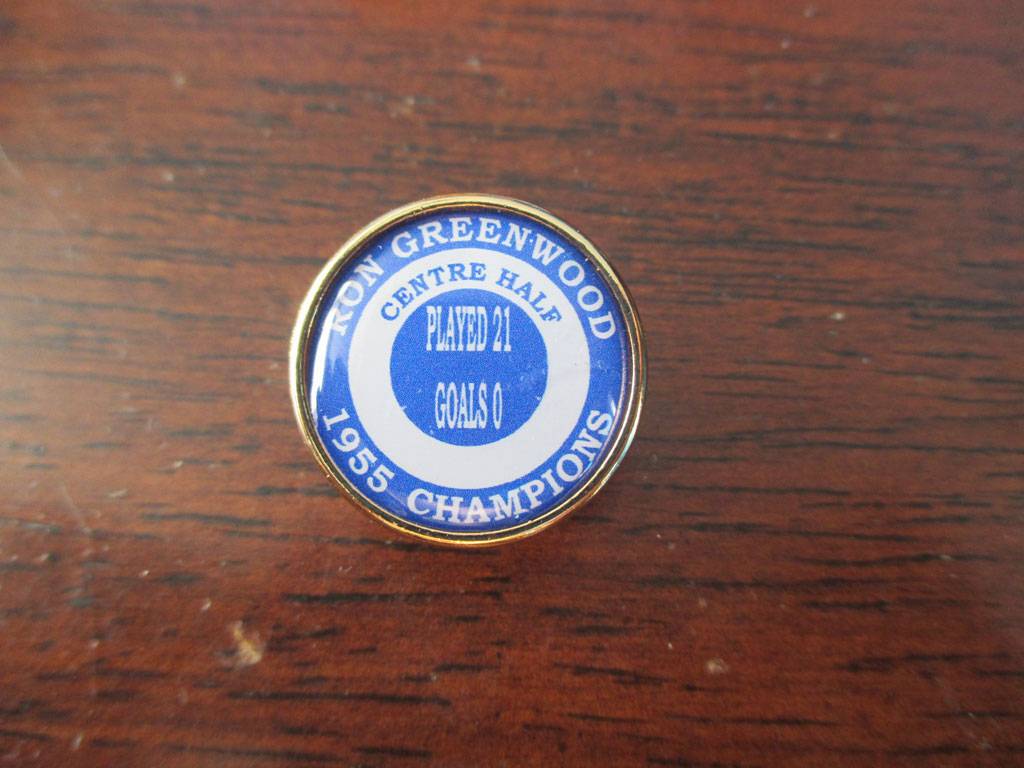 RON GREENWOOD
CENTRE HALF
PLAYED 21
GOALS 0
1955 CHAMPIONS